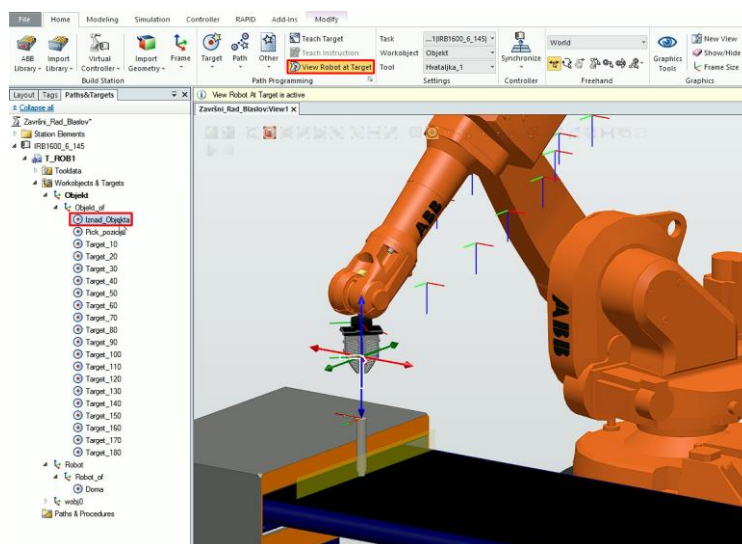 File Home Modeling Simulation Controller RAPID Add-Ins Modify
ABB Library
Import Library
Virtual Controller
Import Geometry
Frame
Build Station
Target
Path
Other
Teach Target
Teach Instruction
View Robot at Target
Path Programming
Task ...1(IRB1600_6_145)
Workobject Objekt
Tool Hvataljka_1
Settings
Synchronize
Controller
World
Freehand
Graphics Tools
New View
Show/Hide
Frame Size
Graphics
Layout Tags Paths&Targets
Collapse all
Završni_Rad_Blaslov*
Station Elements
IRB1600_6_145
T_ROB1
Tooldata
Workobjects & Targets
Objekt
Objekt_of
Iznad_Objekta
Pick_pozicija
Target_10
Target_20
Target_30
Target_40
Target_50
Target_60
Target_70
Target_80
Target_90
Target_100
Target_110
Target_120
Target_130
Target_140
Target_150
Target_160
Target_170
Target_180
Robot
Robot_of
Doma
wobj0
Paths & Procedures
View Robot At Target is active
Završni_Rad_Blaslov:View1 X
ABB
ABB